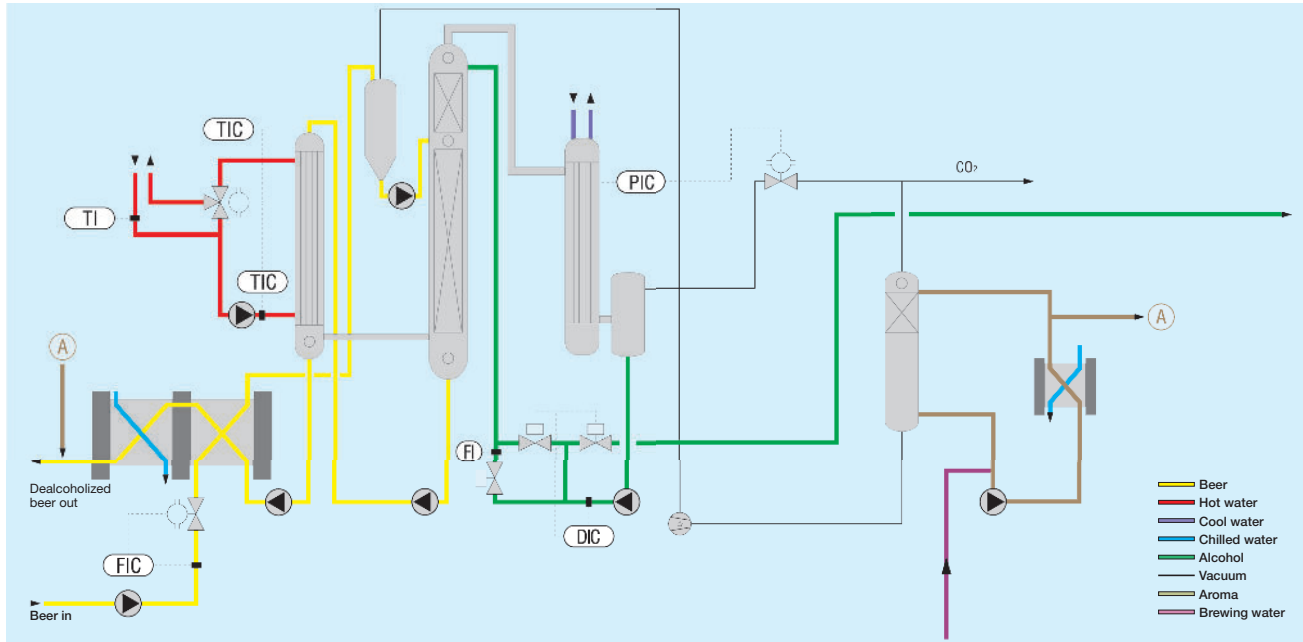 TIC
PIC
CO₂
TI
TIC
A
A
FI
Dealcoholized
beer out
DIC
FIC
Beer in
Beer
Hot water
Cool water
Chilled water
Alcohol
Vacuum
Aroma
Brewing water